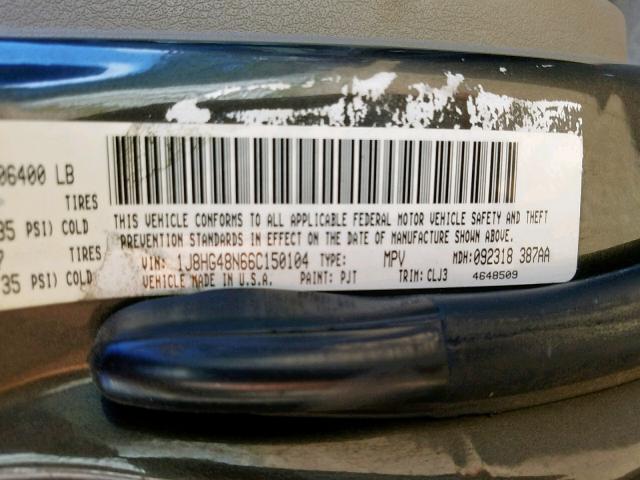 06400 LB
TIRES
35 PSI) COLD
TIRES
35 PSI) COLD
THIS VEHICLE CONFORMS TO ALL APPLICABLE FEDERAL MOTOR VEHICLE SAFETY AND THEFT
PREVENTION STANDARDS IN EFFECT ON THE DATE OF MANUFACTURE SHOWN ABOVE.
VIN: 1J8HG48N66C150104 TYPE: MPV MDH:092318 387AA
VEHICLE MADE IN U.S.A. PAINT: PJT TRIM: CLJ3 4648509